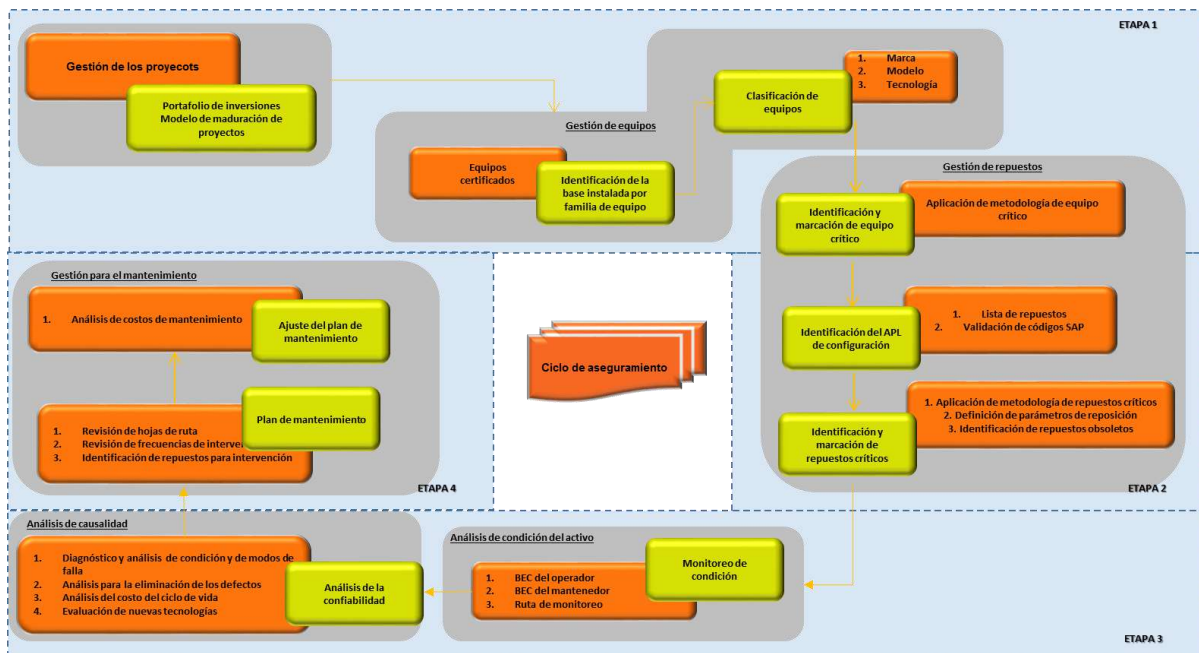 ETAPA 1
Gestión de los proyecots
Portafolio de inversiones
Modelo de maduración de
proyectos
Gestión de equipos
Equipos
certificados
Identificación de la
base instalada por
familia de equipo
Clasificación de
equipos
1. Marca
2. Modelo
3. Tecnología
Gestión de repuestos
Identificación y
marcación de equipo
crítico
Aplicación de metodología de equipo
crítico
Identificación del APL
de configuración
1. Lista de repuestos
2. Validación de códigos SAP
Identificación y
marcación de
repuestos críticos
1. Aplicación de metodología de repuestos críticos
2. Definición de parámetros de reposición
3. Identificación de repuestos obsoletos
ETAPA 2
Ciclo de aseguramiento
Análisis de condición del activo
Monitoreo de
condición
1. BEC del operador
2. BEC del mantenedor
3. Ruta de monitoreo
ETAPA 3
Análisis de causalidad
1. Diagnóstico y análisis de condición y de modos de
falla
2. Análisis para la eliminación de los defectos
3. Análisis del costo del ciclo de vida
4. Evaluación de nuevas tecnologías
Análisis de la
confiabilidad
Gestión para el mantenimiento
1. Análisis de costos de mantenimiento
Ajuste del plan de
mantenimiento
Plan de mantenimiento
1. Revisión de hojas de ruta
2. Revisión de frecuencias de interve
3. Identificación de repuestos para intervención
ETAPA 4